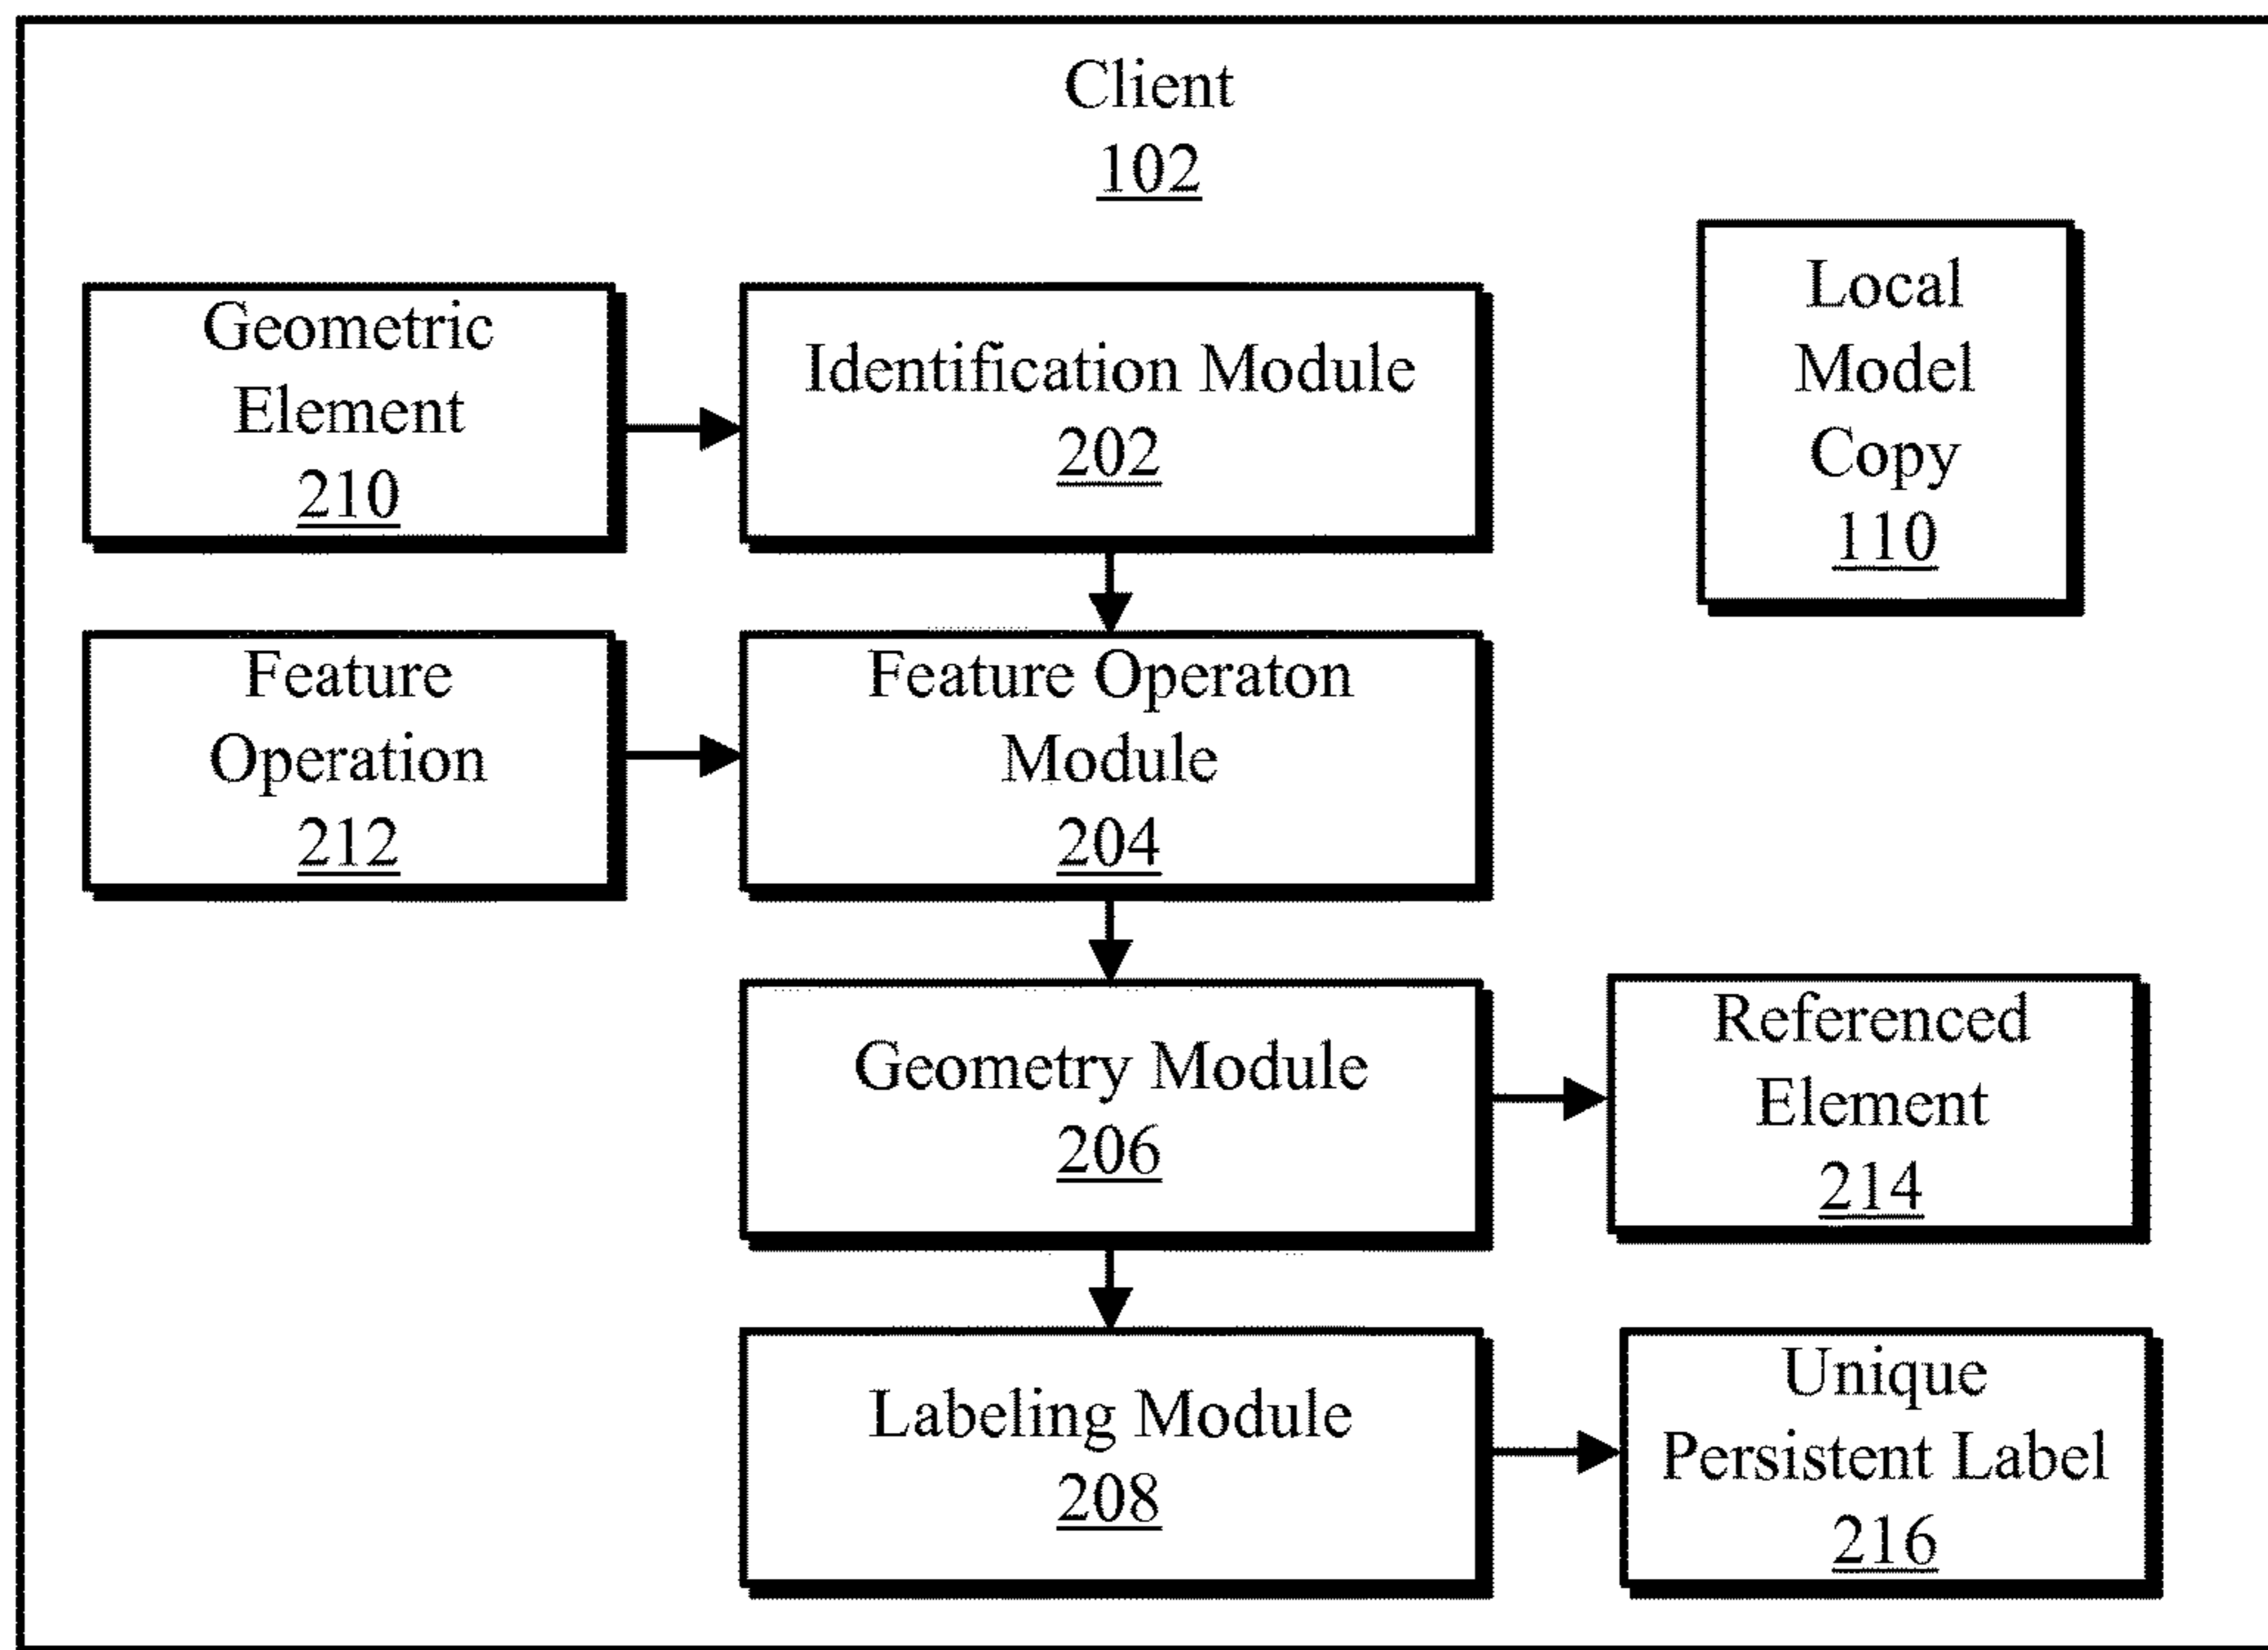 Client
102
Geometric
Element
210
Identification Module
202
Local
Model
Copy
110
Feature
Operation
212
Feature Operaton
Module
204
Geometry Module
206
Referenced
Element
214
Labeling Module
208
Unique
Persistent Label
216